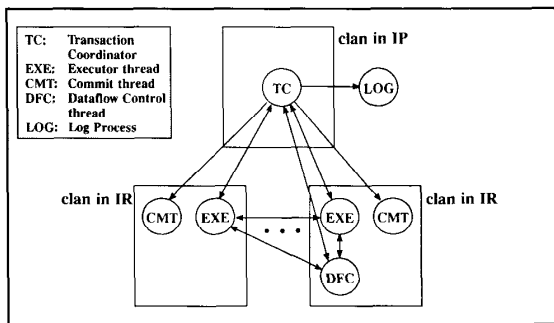 TC: Transaction
Coordinator
EXE: Executor thread
CMT: Commit thread
DFC: Dataflow Control
thread
LOG: Log Process
clan in IP
TC
LOG
clan in IR
clan in IR
CMT
EXE
• • •
EXE
CMT
DFC